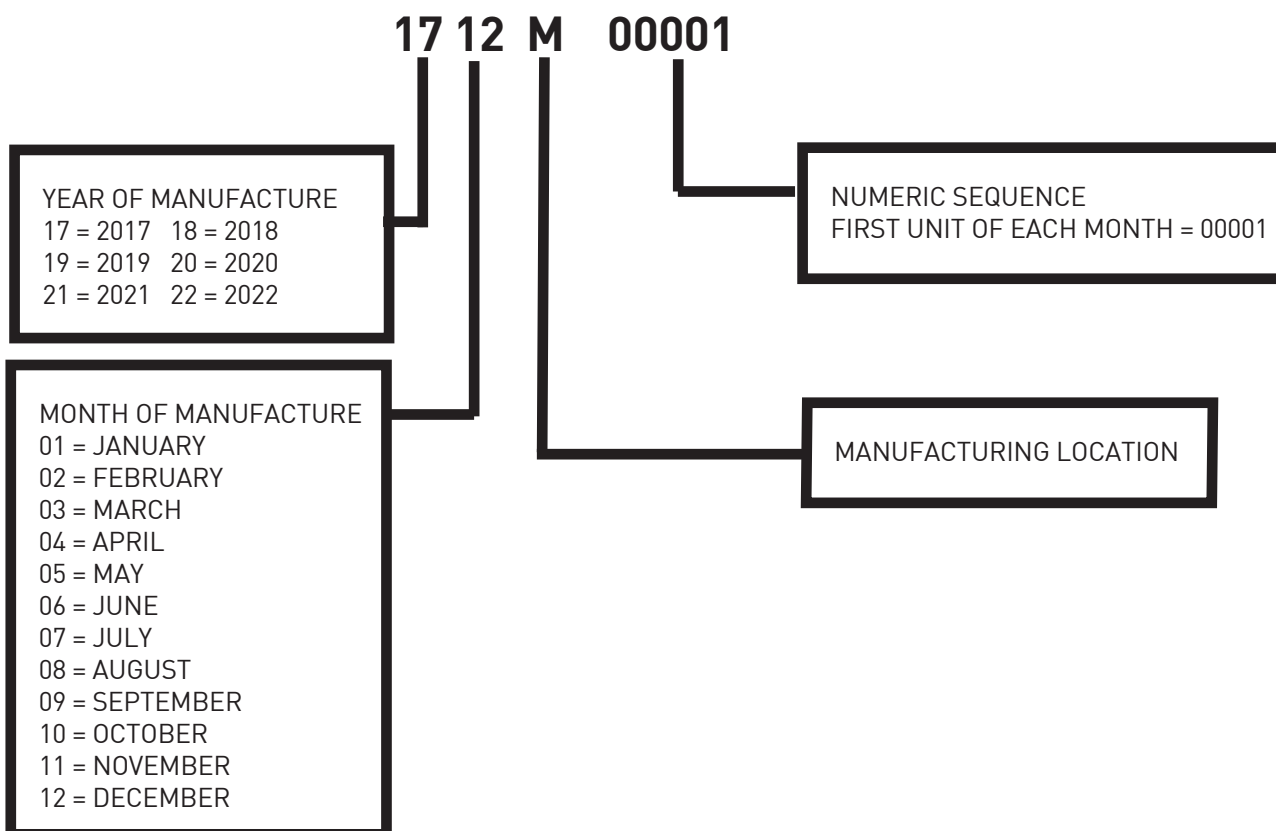 17 12 M 00001
YEAR OF MANUFACTURE
17 = 2017 18 = 2018
19 = 2019 20 = 2020
21 = 2021 22 = 2022
NUMERIC SEQUENCE
FIRST UNIT OF EACH MONTH = 00001
MONTH OF MANUFACTURE
01 = JANUARY
02 = FEBRUARY
03 = MARCH
04 = APRIL
05 = MAY
06 = JUNE
07 = JULY
08 = AUGUST
09 = SEPTEMBER
10 = OCTOBER
11 = NOVEMBER
12 = DECEMBER
MANUFACTURING LOCATION